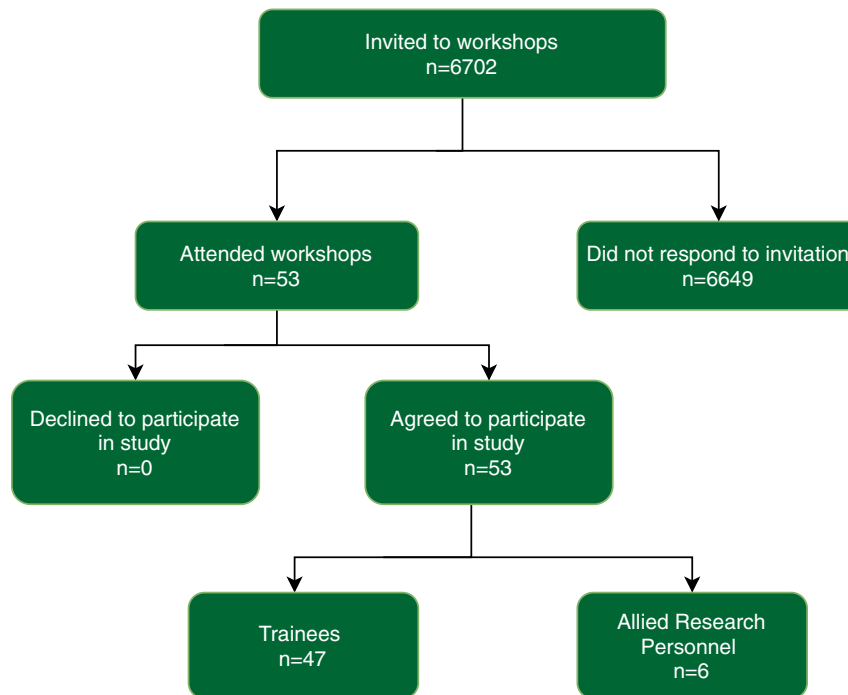 Invited to workshops
n=6702
Attended workshops
n=53
Did not respond to invitation
n=6649
Declined to participate
in study
n=0
Agreed to participate
in study
n=53
Trainees
n=47
Allied Research
Personnel
n=6